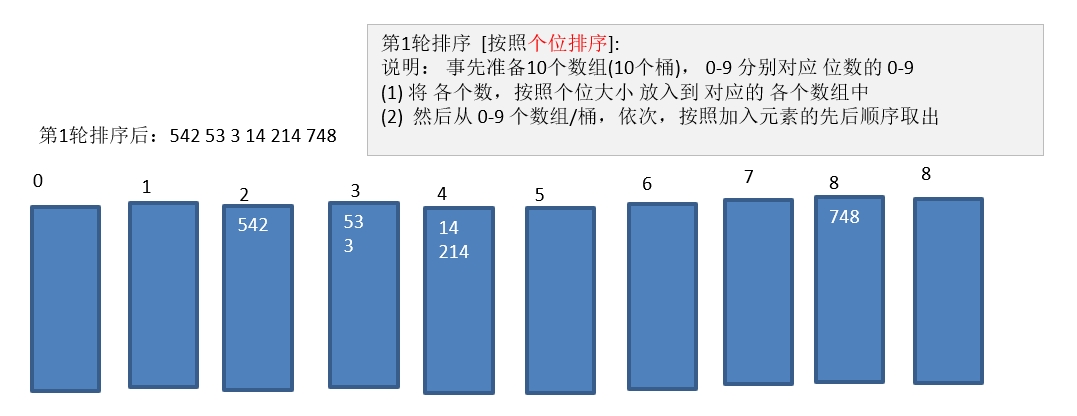 第1轮排序 [按照个位排序]:
说明： 事先准备10个数组(10个桶)， 0-9 分别对应 位数的 0-9
(1) 将 各个数，按照个位大小 放入到 对应的 各个数组中
(2) 然后从 0-9 个数组/桶，依次，按照加入元素的先后顺序取出
第1轮排序后：542 53 3 14 214 748
0 1 2 3 4 5 6 7 8 8
542 53 14 748
3 214